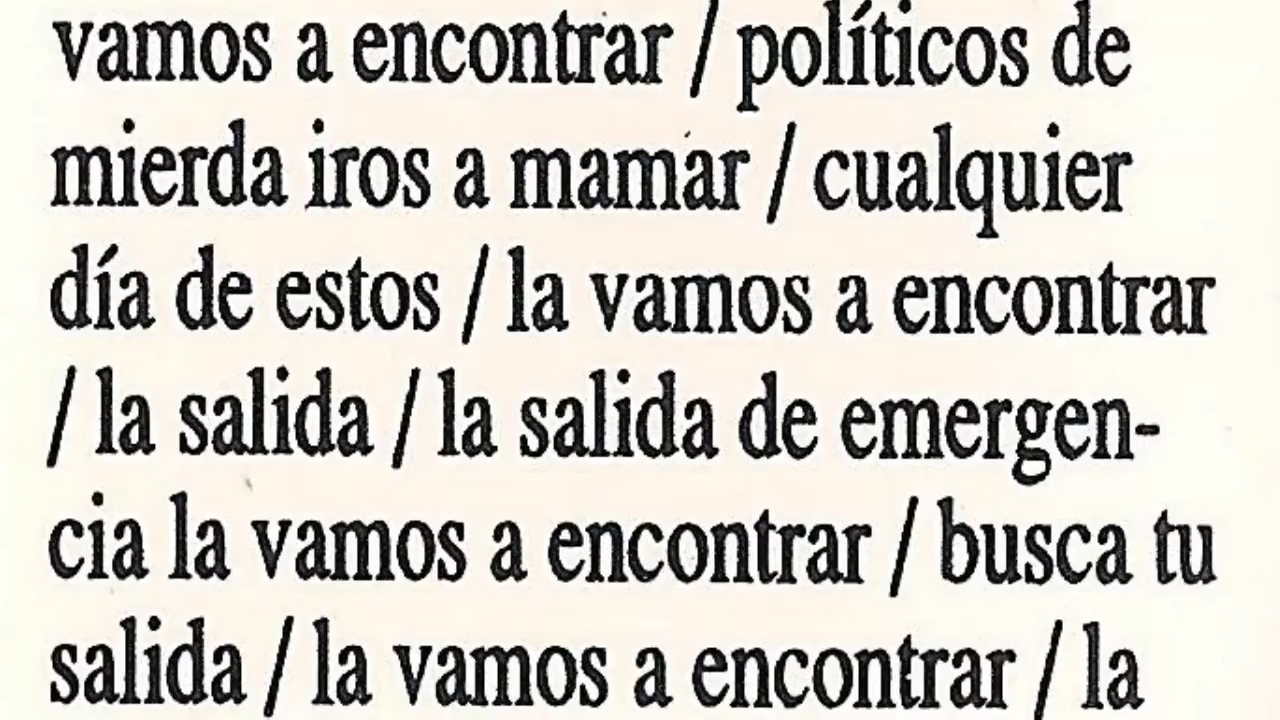 vamos a encontrar / políticos de
mierda iros a mamar / cualquier
día de estos / la vamos a encontrar
/ la salida / la salida de emergen-
cia la vamos a encontrar / busca tu
salida / la vamos a encontrar / la